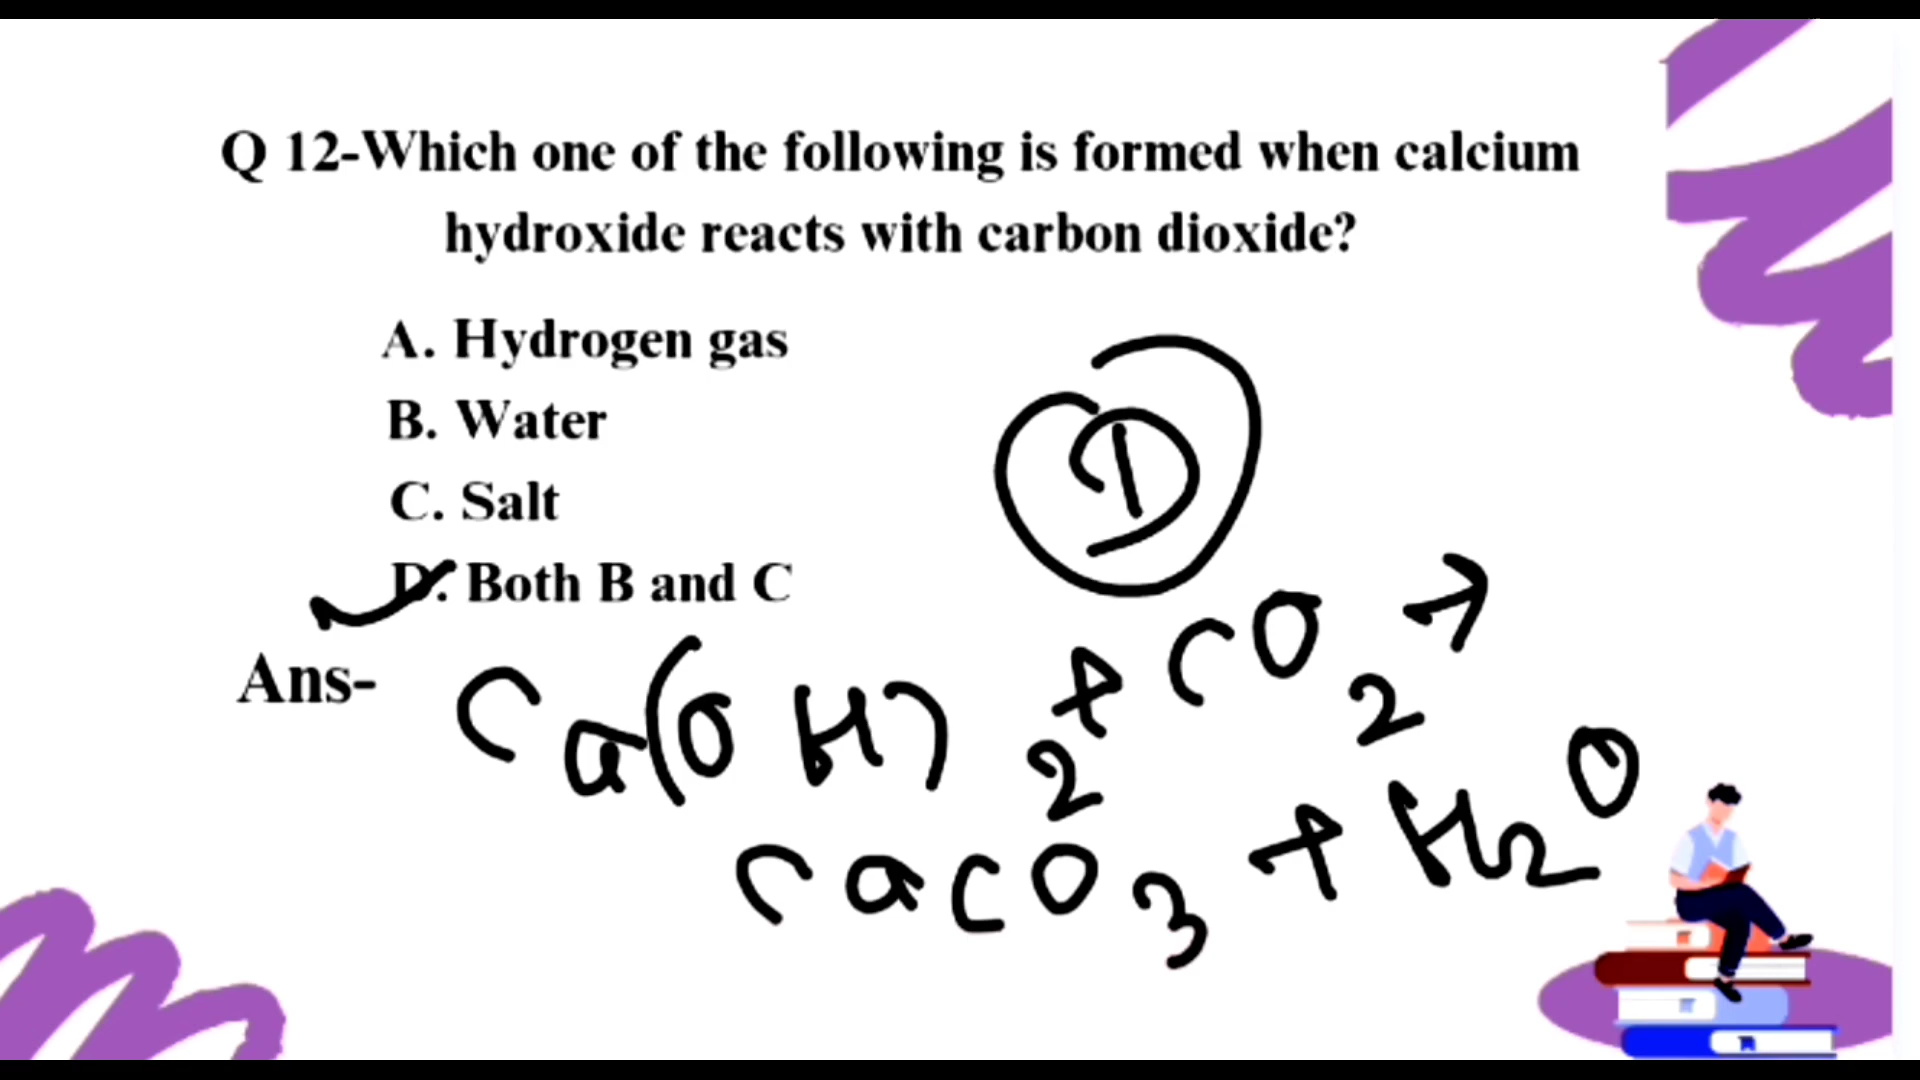 Q 12-Which one of the following is formed when calcium
hydroxide reacts with carbon dioxide?
A. Hydrogen gas
B. Water
C. Salt
D. Both B and C
D
Ans- Ca(OH)2 + CO2 →
CaCO3 + H2O